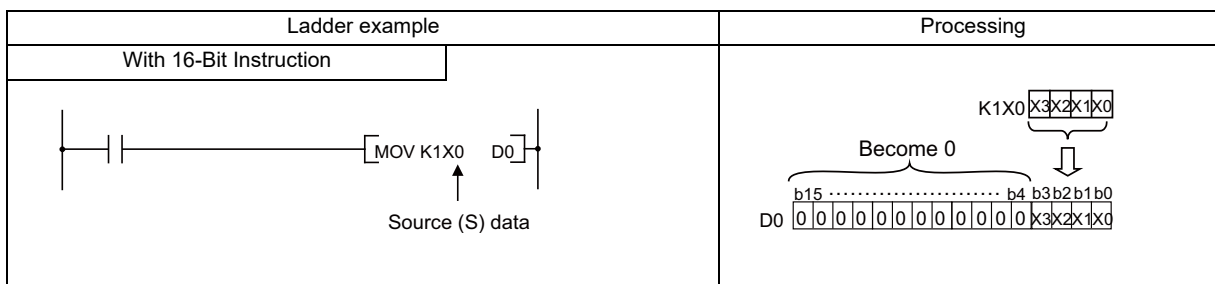 Ladder example
Processing
With 16-Bit Instruction
MOV K1X0 D0
Source (S) data
K1X0 X3 X2 X1 X0
Become 0
b15 ························ b4 b3 b2 b1 b0
D0 0 0 0 0 0 0 0 0 0 0 0 0 X3 X2 X1 X0